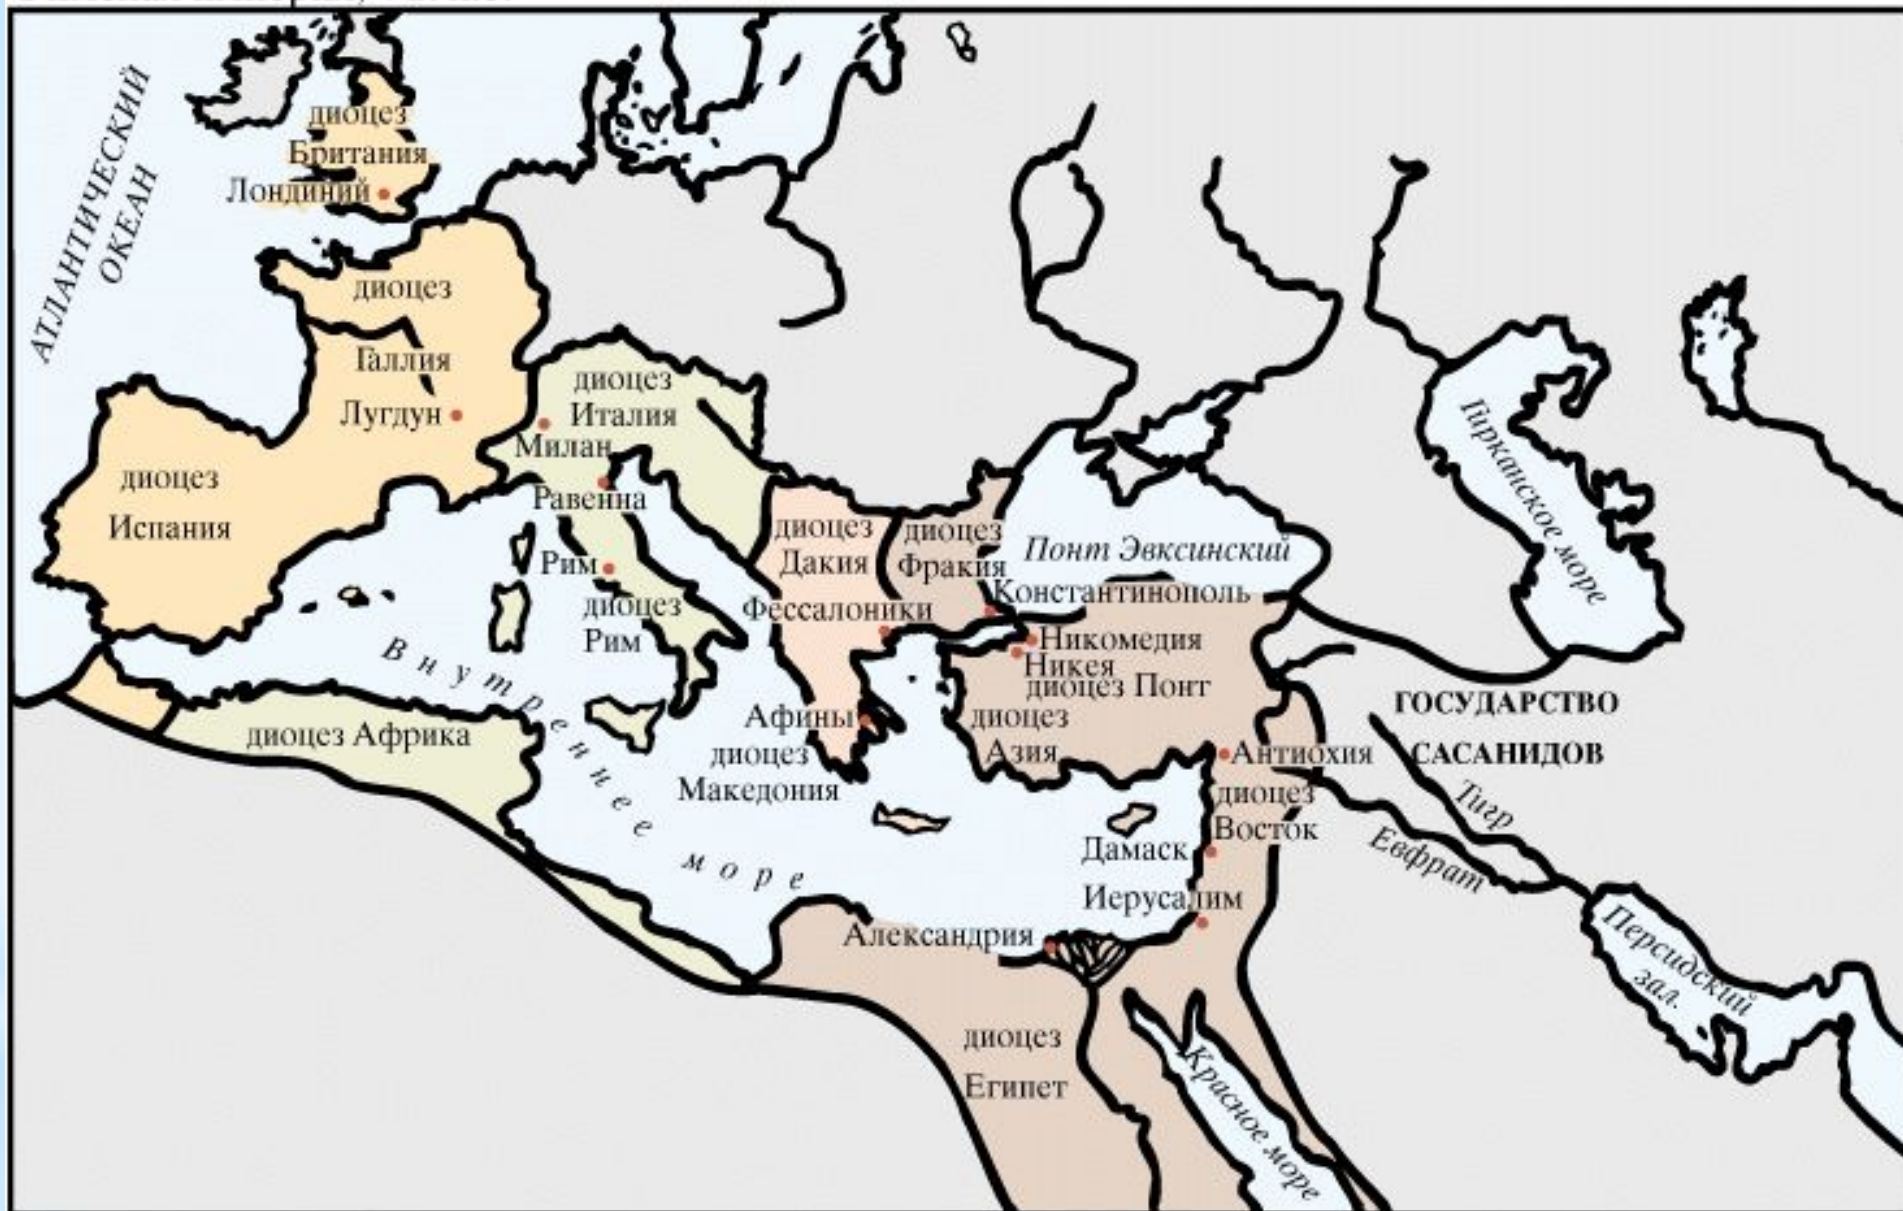 АТЛАНТИЧЕСКИЙ
ОКЕАН
диоцез
Британия
Лондиний
диоцез
Галлия
Лугдун
диоцез
Испания
диоцез
Италия
Милан
Равенна
Рим
диоцез
Рим
диоцез
Дакия
диоцез
Фракия
Понт Эвксинский
Константинополь
Фессалоники
Никомедия
Никея
диоцез Понт
диоцез
Азия
Афины
диоцез
Македония
Внутреннее море
диоцез Африка
Гирканское море
ГОСУДАРСТВО
САСАНИДОВ
Антиохия
диоцез
Восток
Тигр
Евфрат
Дамаск
Иерусалим
Александрия
диоцез
Египет
Персидский
зал.
Красное море